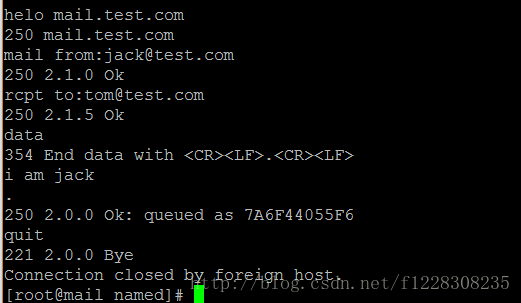 helo mail.test.com
250 mail.test.com
mail from:jack@test.com
250 2.1.0 Ok
rcpt to:tom@test.com
250 2.1.5 Ok
data
354 End data with <CR><LF>.<CR><LF>
i am jack
.
250 2.0.0 Ok: queued as 7A6F44055F6
quit
221 2.0.0 Bye
Connection closed by foreign host.
[root@mail named]#
http://blog.csdn.net/f1228308235